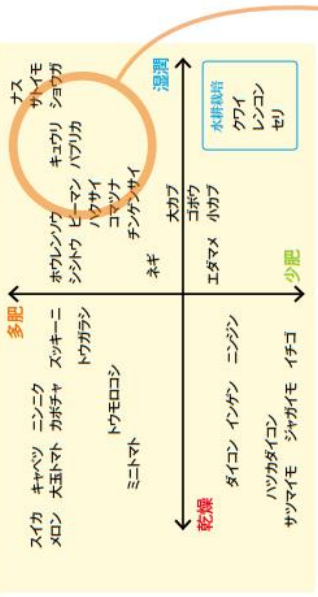 多肥
ナス
サトイモ
スイカ キャベツ ニンニク
ホウレンソウ キュウリ ショウガ
メロン 大玉トマト カボチャ ズッキーニ
シシトウ ピーマン パプリカ
トウガラシ
ハクサイ
コマツナ
トウモロコシ
チンゲンサイ
ミニトマト
ネギ
大カブ
乾燥
湿潤
ゴボウ
エダマメ 小カブ
ダイコン インゲン ニンジン
水耕栽培
クワイ
レンコン
セリ
ハツカダイコン
サツマイモ ジャガイモ イチゴ
少肥